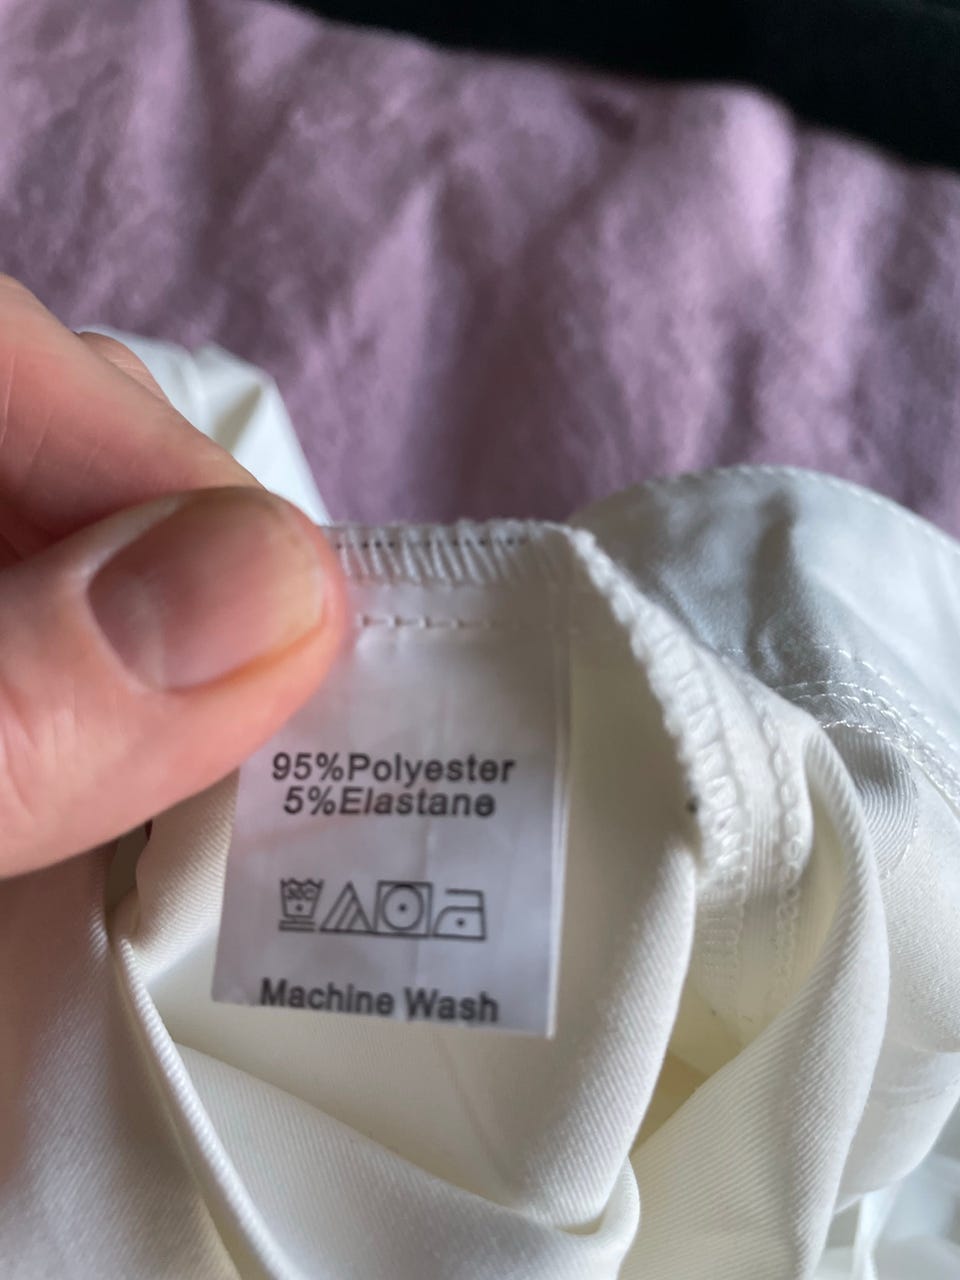 95%Polyester
5%Elastane
Machine Wash